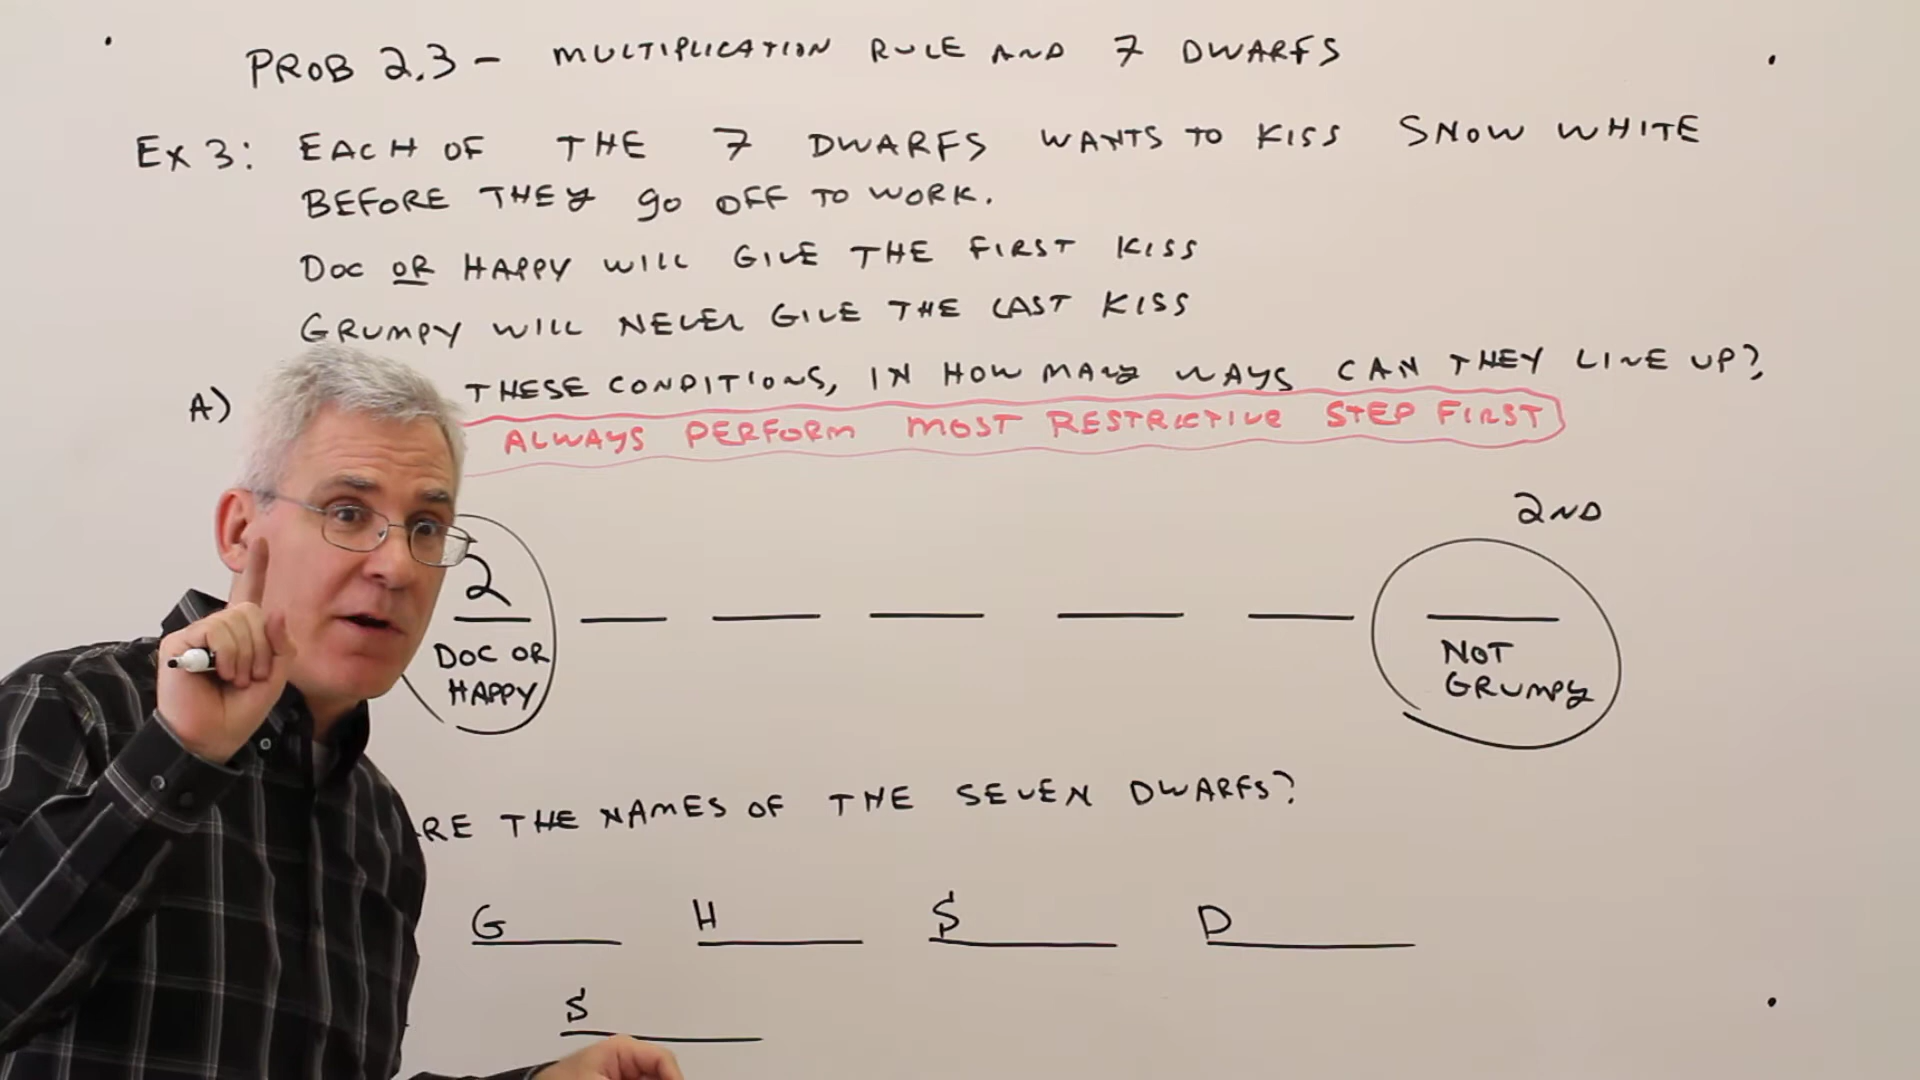 PROB 2.3 - MULTIPLICATION RULE AND 7 DWARFS
EX 3: EACH OF THE 7 DWARFS WANTS TO KISS SNOW WHITE
BEFORE THEY GO OFF TO WORK.
DOC OR HAPPY WILL GIVE THE FIRST KISS
GRUMPY WILL NEVER GIVE THE LAST KISS
A) THESE CONDITIONS, IN HOW MANY WAYS CAN THEY LINE UP?
ALWAYS PERFORM MOST RESTRICTIVE STEP FIRST
2ND
2
DOC OR
HAPPY
NOT
GRUMPY
THE NAMES OF THE SEVEN DWARFS?
G H S D
S